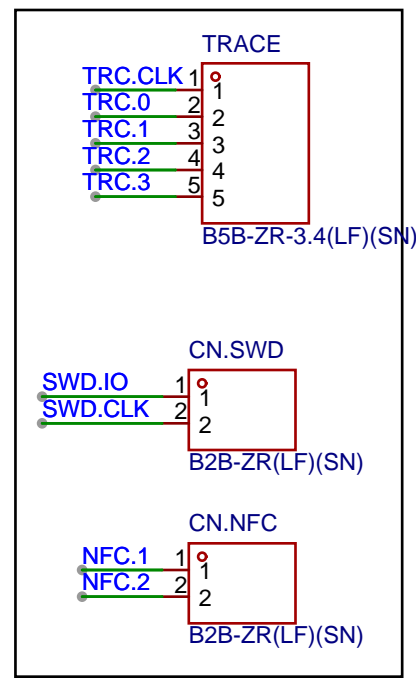 TRACE
TRC.CLK 1 1
TRC.0 2 2
TRC.1 3 3
TRC.2 4 4
TRC.3 5 5
B5B-ZR-3.4(LF)(SN)
CN.SWD
SWD.IO 1 1
SWD.CLK 2 2
B2B-ZR(LF)(SN)
CN.NFC
NFC.1 1 1
NFC.2 2 2
B2B-ZR(LF)(SN)